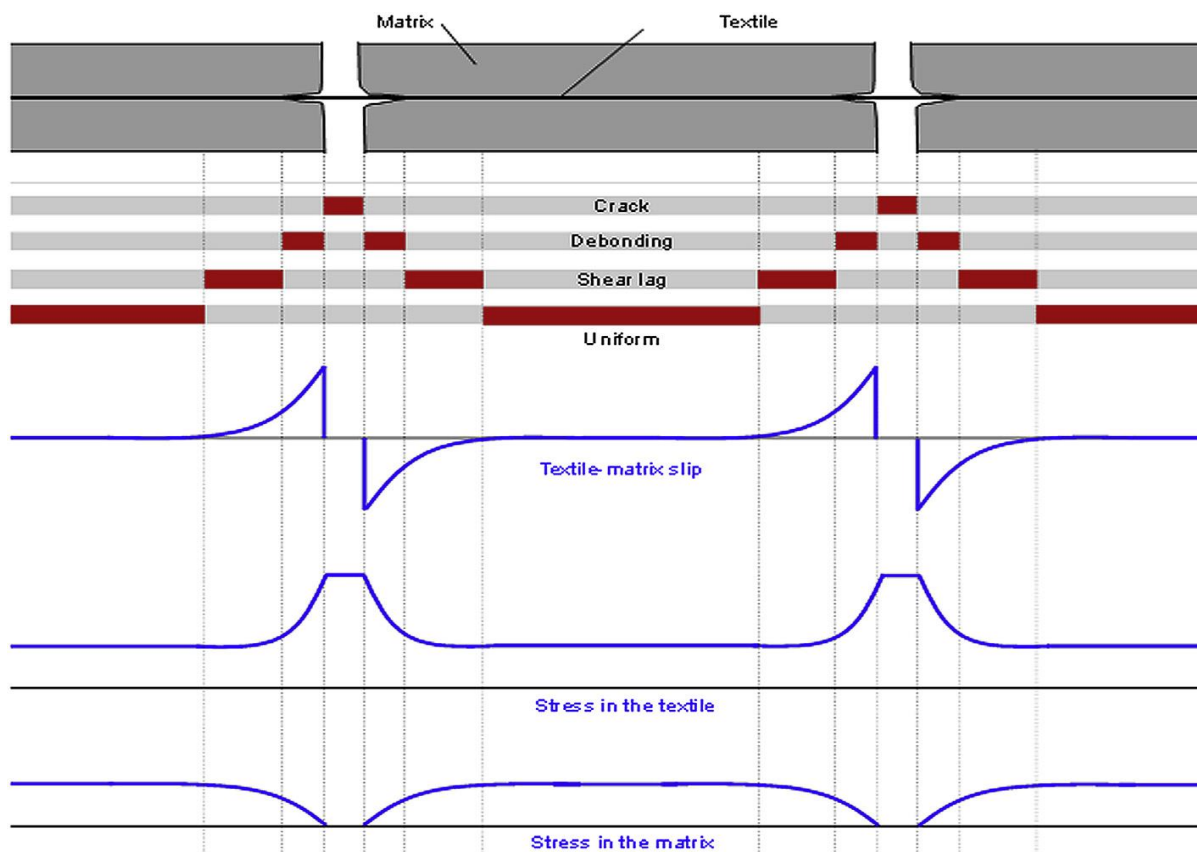 Matrix
Textile
Crack
Debonding
Shear lag
Uniform
Textile-matrix slip
Stress in the textile
Stress in the matrix